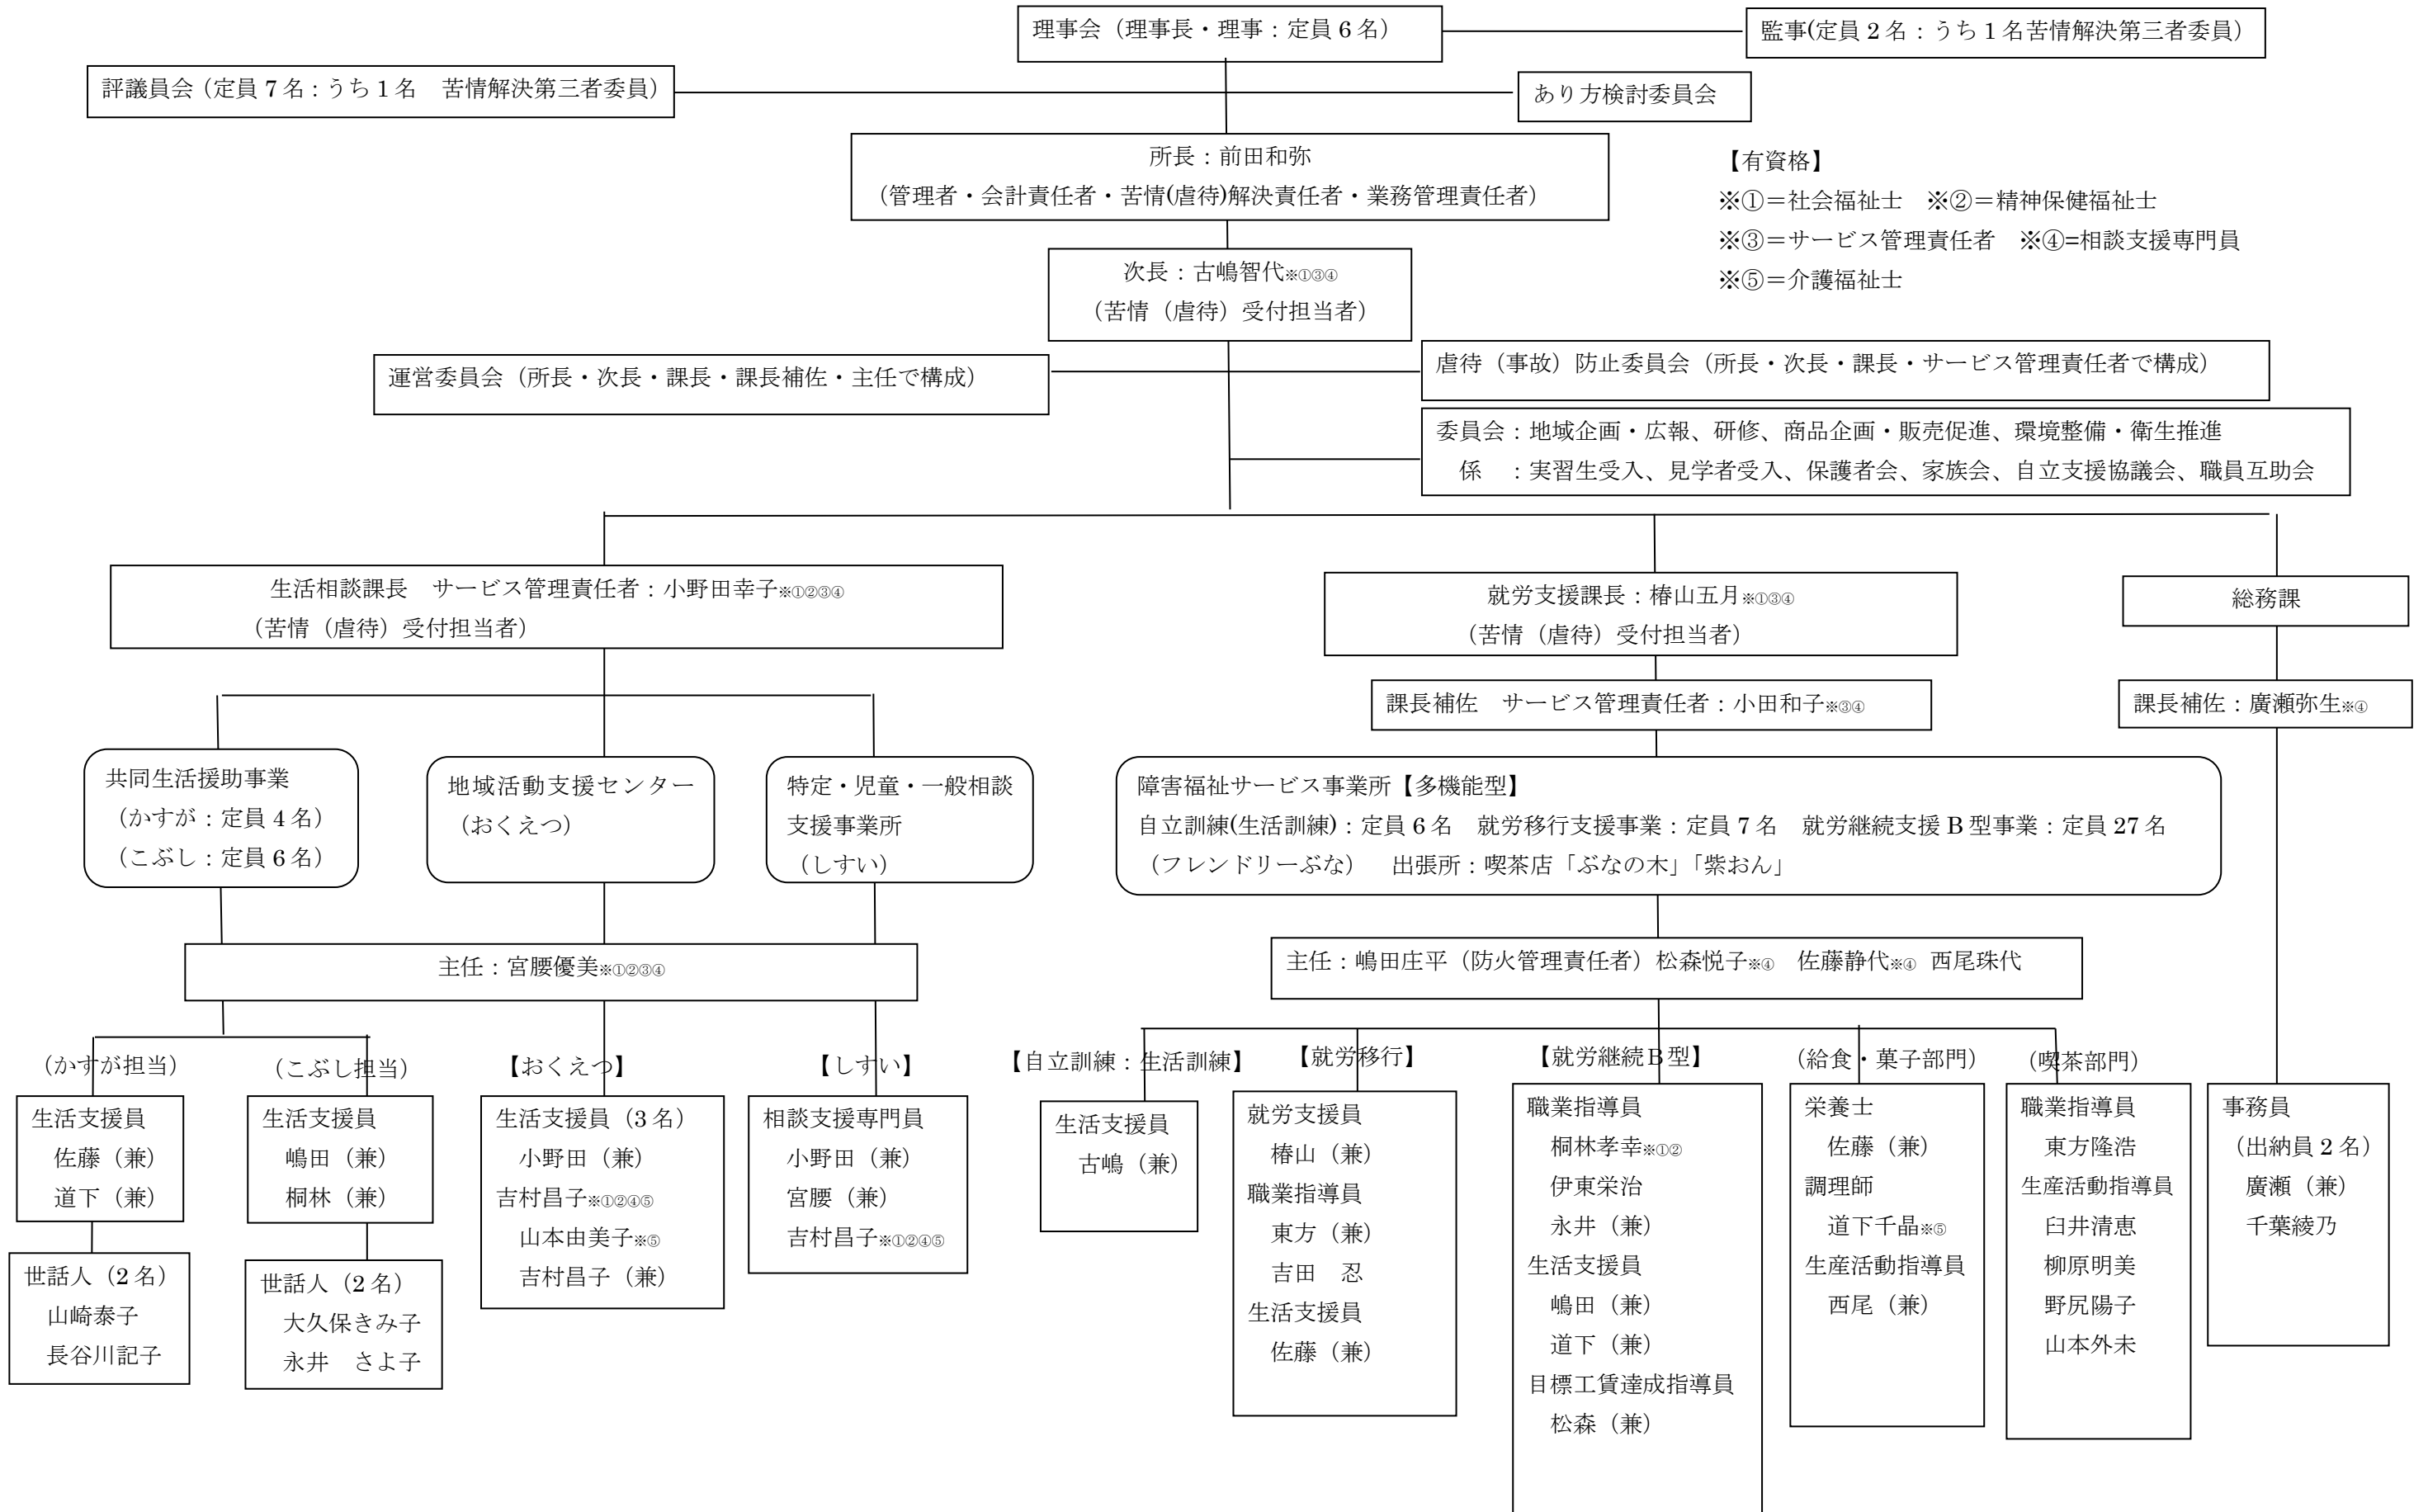 理事会（理事長・理事：定員6名）
監事(定員2名：うち1名苦情解決第三者委員）
評議員会（定員7名：うち1名　苦情解決第三者委員）
あり方検討委員会
所長：前田和弥
（管理者・会計責任者・苦情(虐待)解決責任者・業務管理責任者）
【有資格】
※①＝社会福祉士　※②＝精神保健福祉士
※③＝サービス管理責任者　※④=相談支援専門員
※⑤＝介護福祉士
次長：古嶋智代※①③④
（苦情（虐待）受付担当者）
運営委員会（所長・次長・課長・課長補佐・主任で構成）
虐待（事故）防止委員会（所長・次長・課長・サービス管理責任者で構成）
委員会：地域企画・広報、研修、商品企画・販売促進、環境整備・衛生推進
係　：実習生受入、見学者受入、保護者会、家族会、自立支援協議会、職員互助会
生活相談課長　サービス管理責任者：小野田幸子※①②③④
（苦情（虐待）受付担当者）
就労支援課長：椿山五月※①③④
（苦情（虐待）受付担当者）
総務課
課長補佐　サービス管理責任者：小田和子※③④
課長補佐：廣瀬弥生※④
共同生活援助事業
（かすが：定員4名）
（こぶし：定員6名）
地域活動支援センター
（おくえつ）
特定・児童・一般相談
支援事業所
（しすい）
障害福祉サービス事業所【多機能型】
自立訓練(生活訓練)：定員6名　就労移行支援事業：定員7名　就労継続支援B型事業：定員27名
（フレンドリーぶな）　出張所：喫茶店「ぶなの木」「紫おん」
主任：宮腰優美※①②③④
主任：嶋田庄平（防火管理責任者）松森悦子※④　佐藤静代※④　西尾珠代
（かすが担当）
生活支援員
佐藤（兼）
道下（兼）
世話人（2名）
山崎泰子
長谷川記子
（こぶし担当）
生活支援員
嶋田（兼）
桐林（兼）
世話人（2名）
大久保きみ子
永井　さよ子
【おくえつ】
生活支援員（3名）
小野田（兼）
吉村昌子※①②④⑤
山本由美子※⑤
吉村昌子（兼）
【しすい】
相談支援専門員
小野田（兼）
宮腰（兼）
吉村昌子※①②④⑤
【自立訓練：生活訓練】
生活支援員
古嶋（兼）
【就労移行】
就労支援員
椿山（兼）
職業指導員
東方（兼）
吉田　忍
生活支援員
佐藤（兼）
【就労継続B型】
職業指導員
桐林孝幸※①②
伊東栄治
永井（兼）
生活支援員
嶋田（兼）
道下（兼）
目標工賃達成指導員
松森（兼）
（給食・菓子部門）
栄養士
佐藤（兼）
調理師
道下千晶※⑤
生産活動指導員
西尾（兼）
（喫茶部門）
職業指導員
東方隆浩
生産活動指導員
臼井清恵
柳原明美
野尻陽子
山本外未
事務員
（出納員2名）
廣瀬（兼）
千葉綾乃